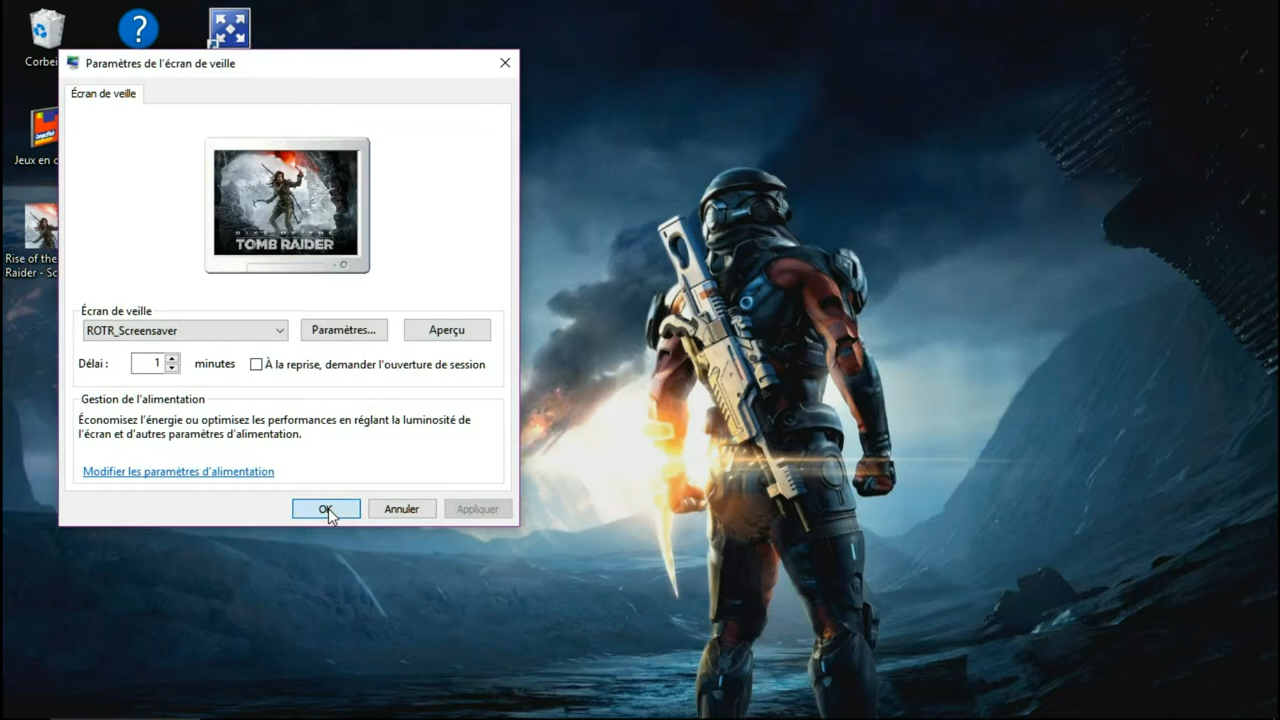 Corbei
Paramètres de l'écran de veille
Écran de veille
Jeux en c
Rise of the
Raider - Sc
RISE OF THE
TOMB RAIDER
Écran de veille
ROTR_Screensaver
Paramètres...
Aperçu
Délai :
1
minutes
À la reprise, demander l'ouverture de session
Gestion de l'alimentation
Économisez l'énergie ou optimisez les performances en réglant la luminosité de
l'écran et d'autres paramètres d'alimentation.
Modifier les paramètres d'alimentation
OK
Annuler
Appliquer